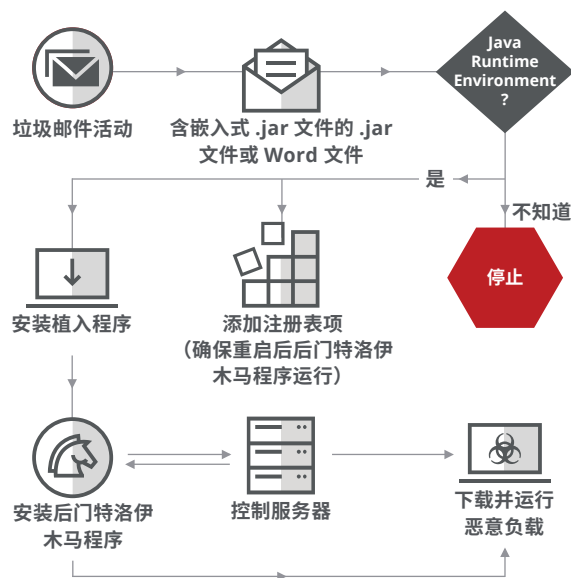 Java
Runtime
Environment
?
垃圾邮件活动
含嵌入式 .jar 文件的 .jar
文件或 Word 文件
是
不知道
停止
安装植入程序
添加注册表项
（确保重启后后门特洛伊
木马程序运行）
安装后门特洛伊
木马程序
控制服务器
下载并运行
恶意负载